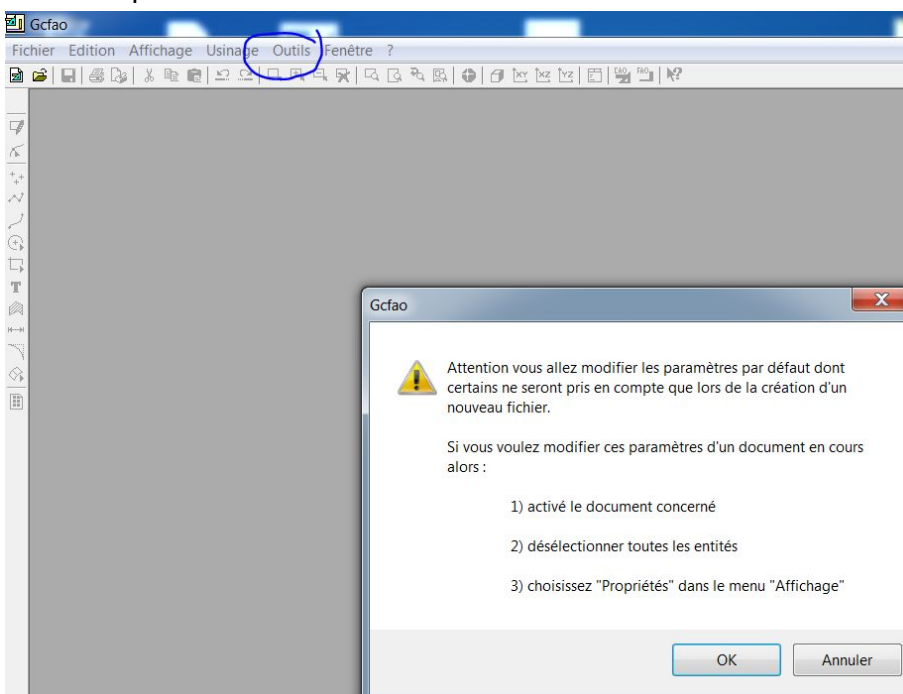 Gcfao
Fichier Edition Affichage Usinage Outils Fenêtre ?
XY XZ YZ
T
Gcfao
Attention vous allez modifier les paramètres par défaut dont
certains ne seront pris en compte que lors de la création d'un
nouveau fichier.
Si vous voulez modifier ces paramètres d'un document en cours
alors :
1) activé le document concerné
2) désélectionner toutes les entités
3) choisissez "Propriétés" dans le menu "Affichage"
OK Annuler